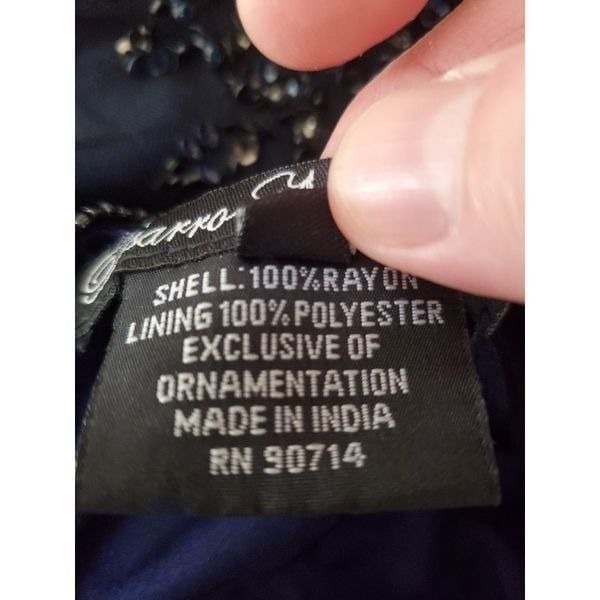 SHELL:100%RAYON
LINING 100%POLYESTER
EXCLUSIVE OF
ORNAMENTATION
MADE IN INDIA
RN 90714